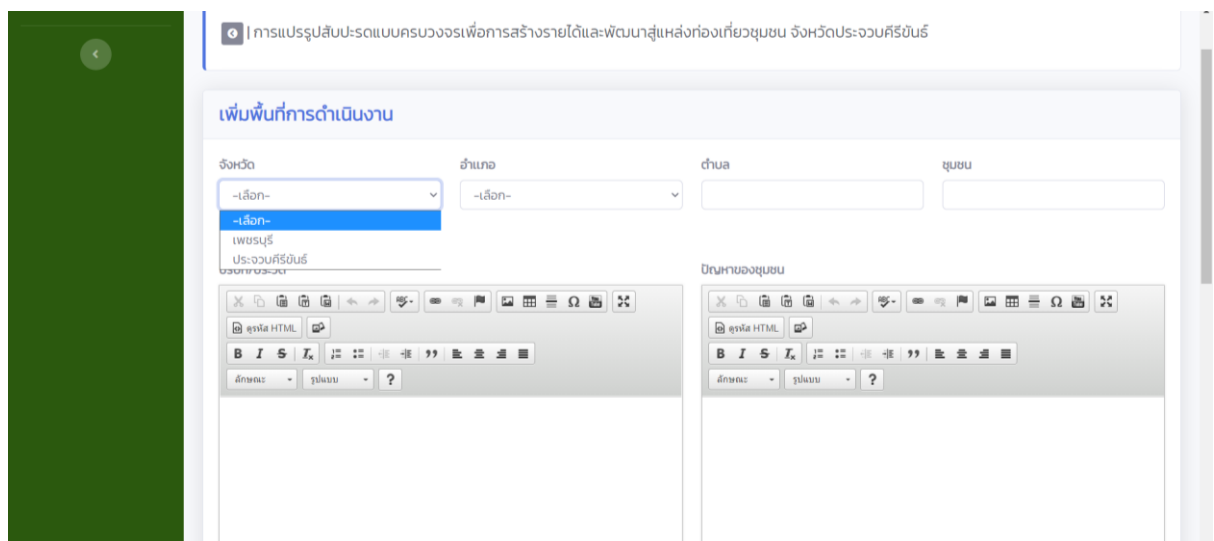 | การแปรรูปสับปะรดแบบครบวงจรเพื่อการสร้างรายได้และพัฒนาสู่แหล่งท่องเที่ยวชุมชน จังหวัดประจวบคีรีขันธ์
เพิ่มพื้นที่การดำเนินงาน
จังหวัด อำเภอ ตำบล ชุมชน
-เลือก- -เลือก-
-เลือก-
เพชรบุรี
ประจวบคีรีขันธ์
ปัญหาของชุมชน
ดูรหัส HTML ดูรหัส HTML
B I S Tx B I S Tx
ลักษณะ รูปแบบ ? ลักษณะ รูปแบบ ?